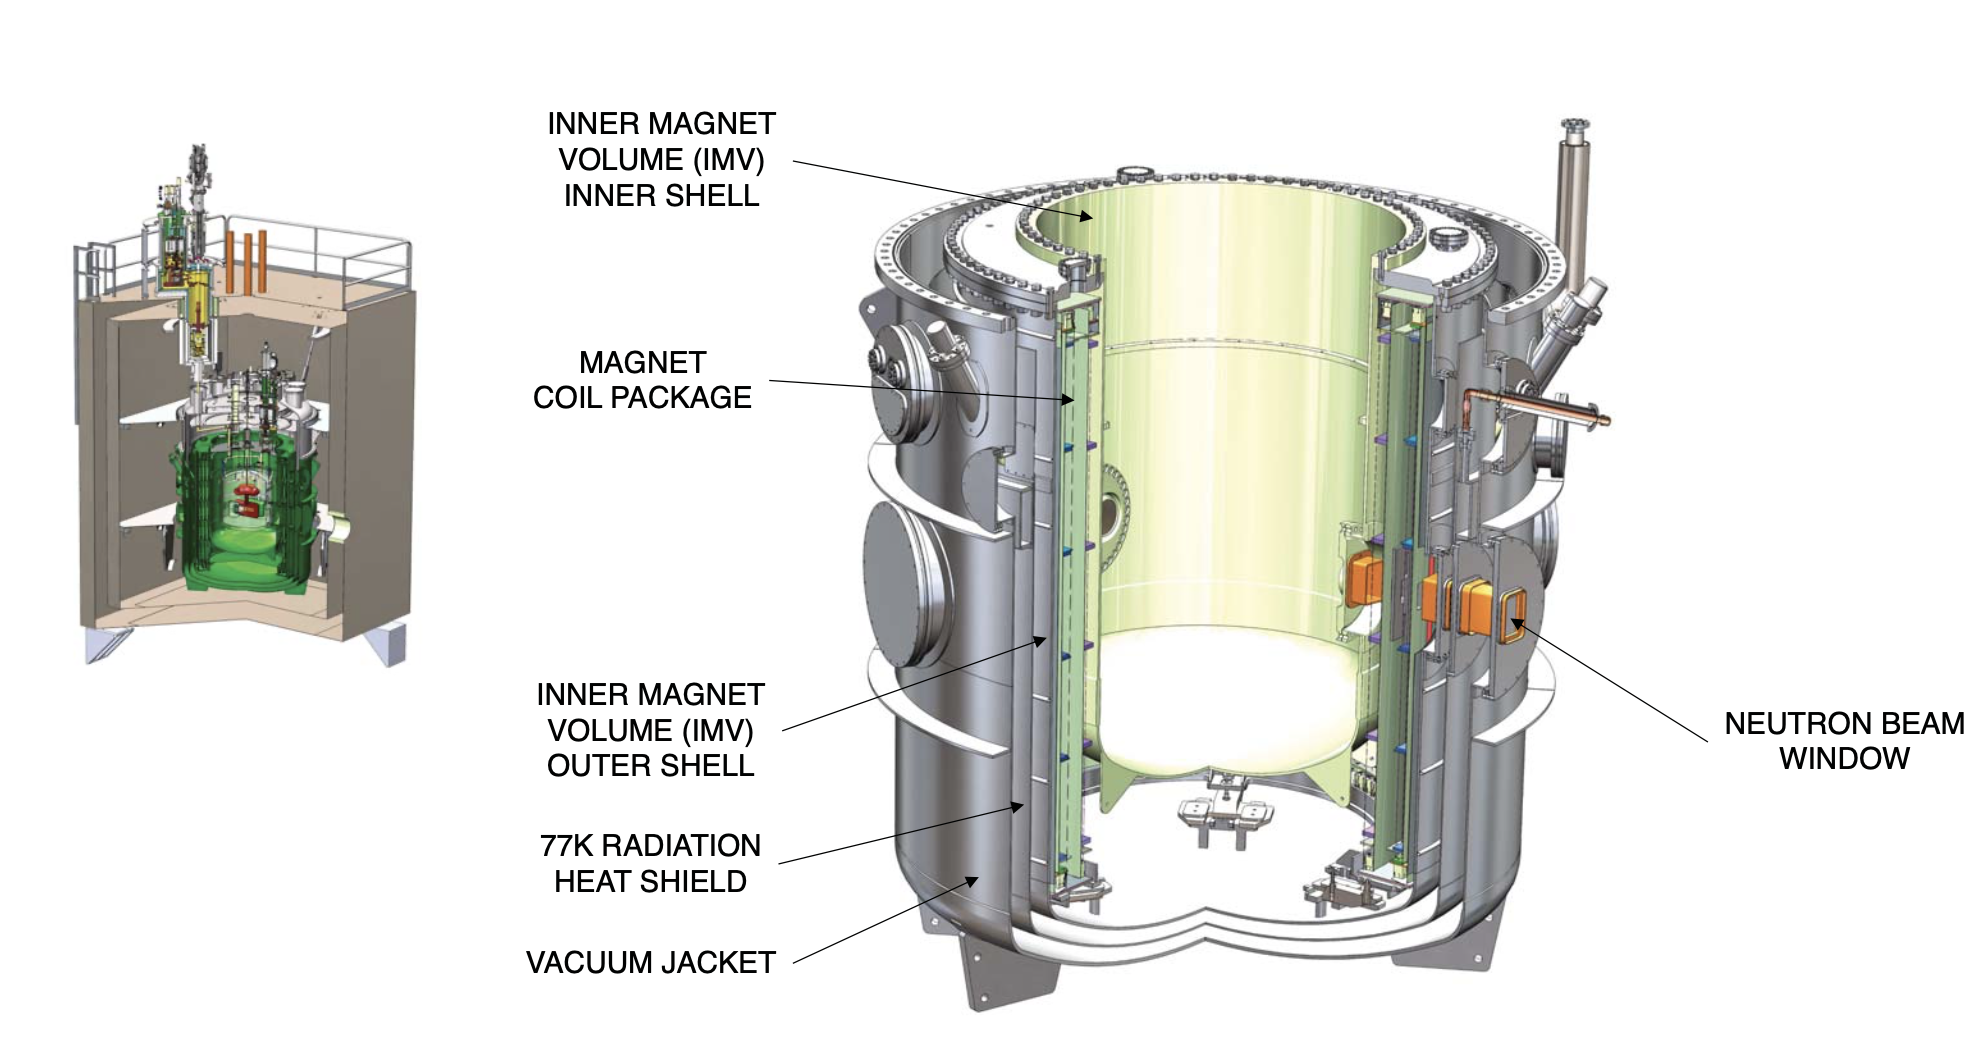 INNER MAGNET
VOLUME (IMV)
INNER SHELL
MAGNET
COIL PACKAGE
INNER MAGNET
VOLUME (IMV)
OUTER SHELL
77K RADIATION
HEAT SHIELD
VACUUM JACKET
NEUTRON BEAM
WINDOW